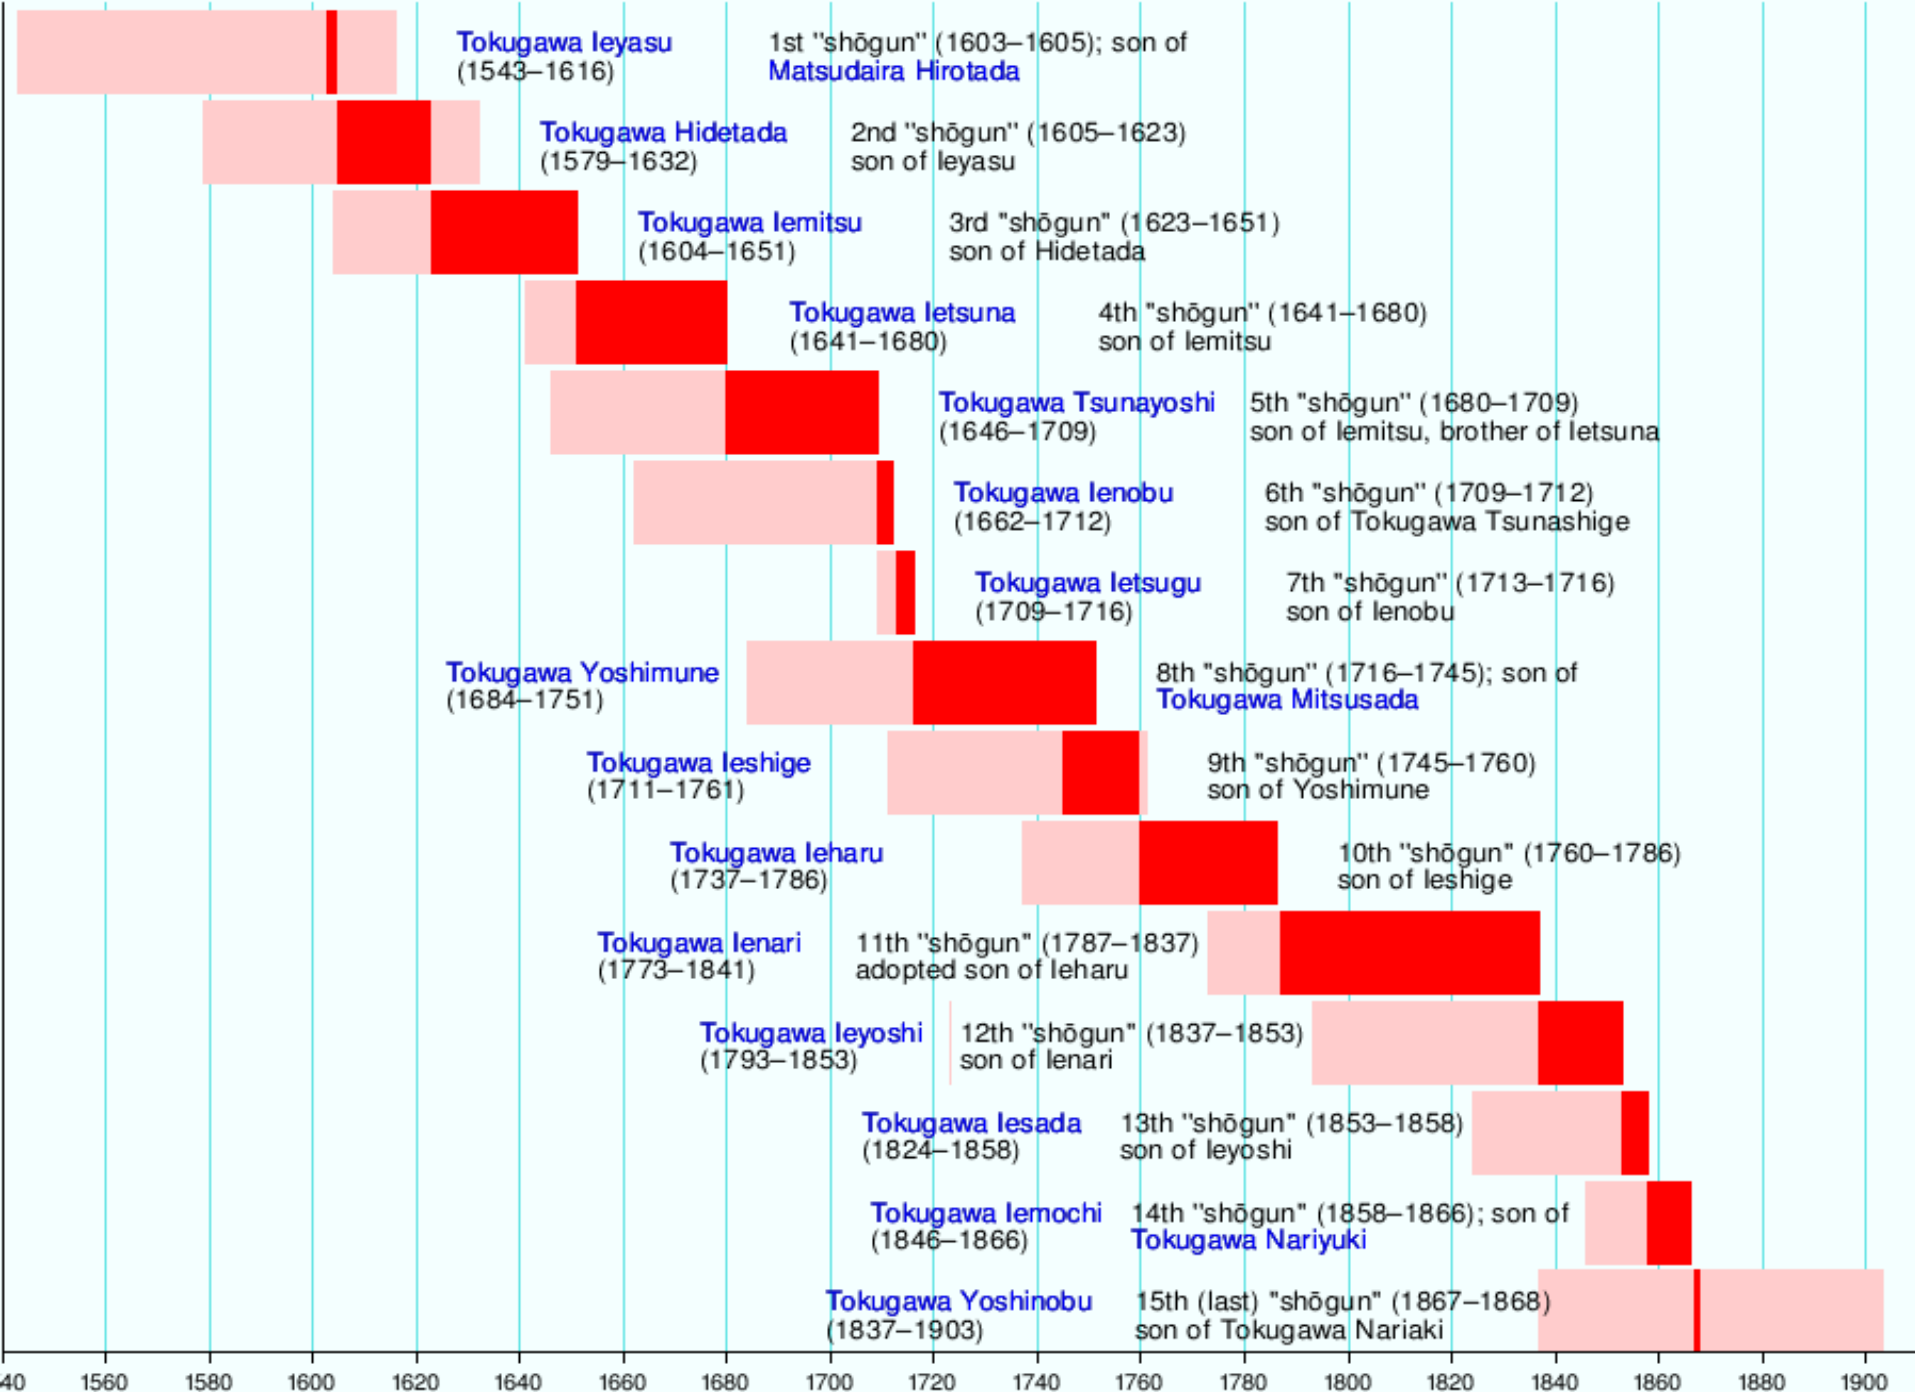 Tokugawa Ieyasu
(1543–1616)
1st "shōgun" (1603–1605); son of
Matsudaira Hirotada
Tokugawa Hidetada
(1579–1632)
2nd "shōgun" (1605–1623)
son of Ieyasu
Tokugawa Iemitsu
(1604–1651)
3rd "shōgun" (1623–1651)
son of Hidetada
Tokugawa Ietsuna
(1641–1680)
4th "shōgun" (1641–1680)
son of Iemitsu
Tokugawa Tsunayoshi
(1646–1709)
5th "shōgun" (1680–1709)
son of Iemitsu, brother of Ietsuna
Tokugawa Ienobu
(1662–1712)
6th "shōgun" (1709–1712)
son of Tokugawa Tsunashige
Tokugawa Ietsugu
(1709–1716)
7th "shōgun" (1713–1716)
son of Ienobu
Tokugawa Yoshimune
(1684–1751)
8th "shōgun" (1716–1745); son of
Tokugawa Mitsusada
Tokugawa Ieshige
(1711–1761)
9th "shōgun" (1745–1760)
son of Yoshimune
Tokugawa Ieharu
(1737–1786)
10th "shōgun" (1760–1786)
son of Ieshige
Tokugawa Ienari
(1773–1841)
11th "shōgun" (1787–1837)
adopted son of Ieharu
Tokugawa Ieyoshi
(1793–1853)
12th "shōgun" (1837–1853)
son of Ienari
Tokugawa Iesada
(1824–1858)
13th "shōgun" (1853–1858)
son of Ieyoshi
Tokugawa Iemochi
(1846–1866)
14th "shōgun" (1858–1866); son of
Tokugawa Nariyuki
Tokugawa Yoshinobu
(1837–1903)
15th (last) "shōgun" (1867–1868)
son of Tokugawa Nariaki
40 1560 1580 1600 1620 1640 1660 1680 1700 1720 1740 1760 1780 1800 1820 1840 1860 1880 1900